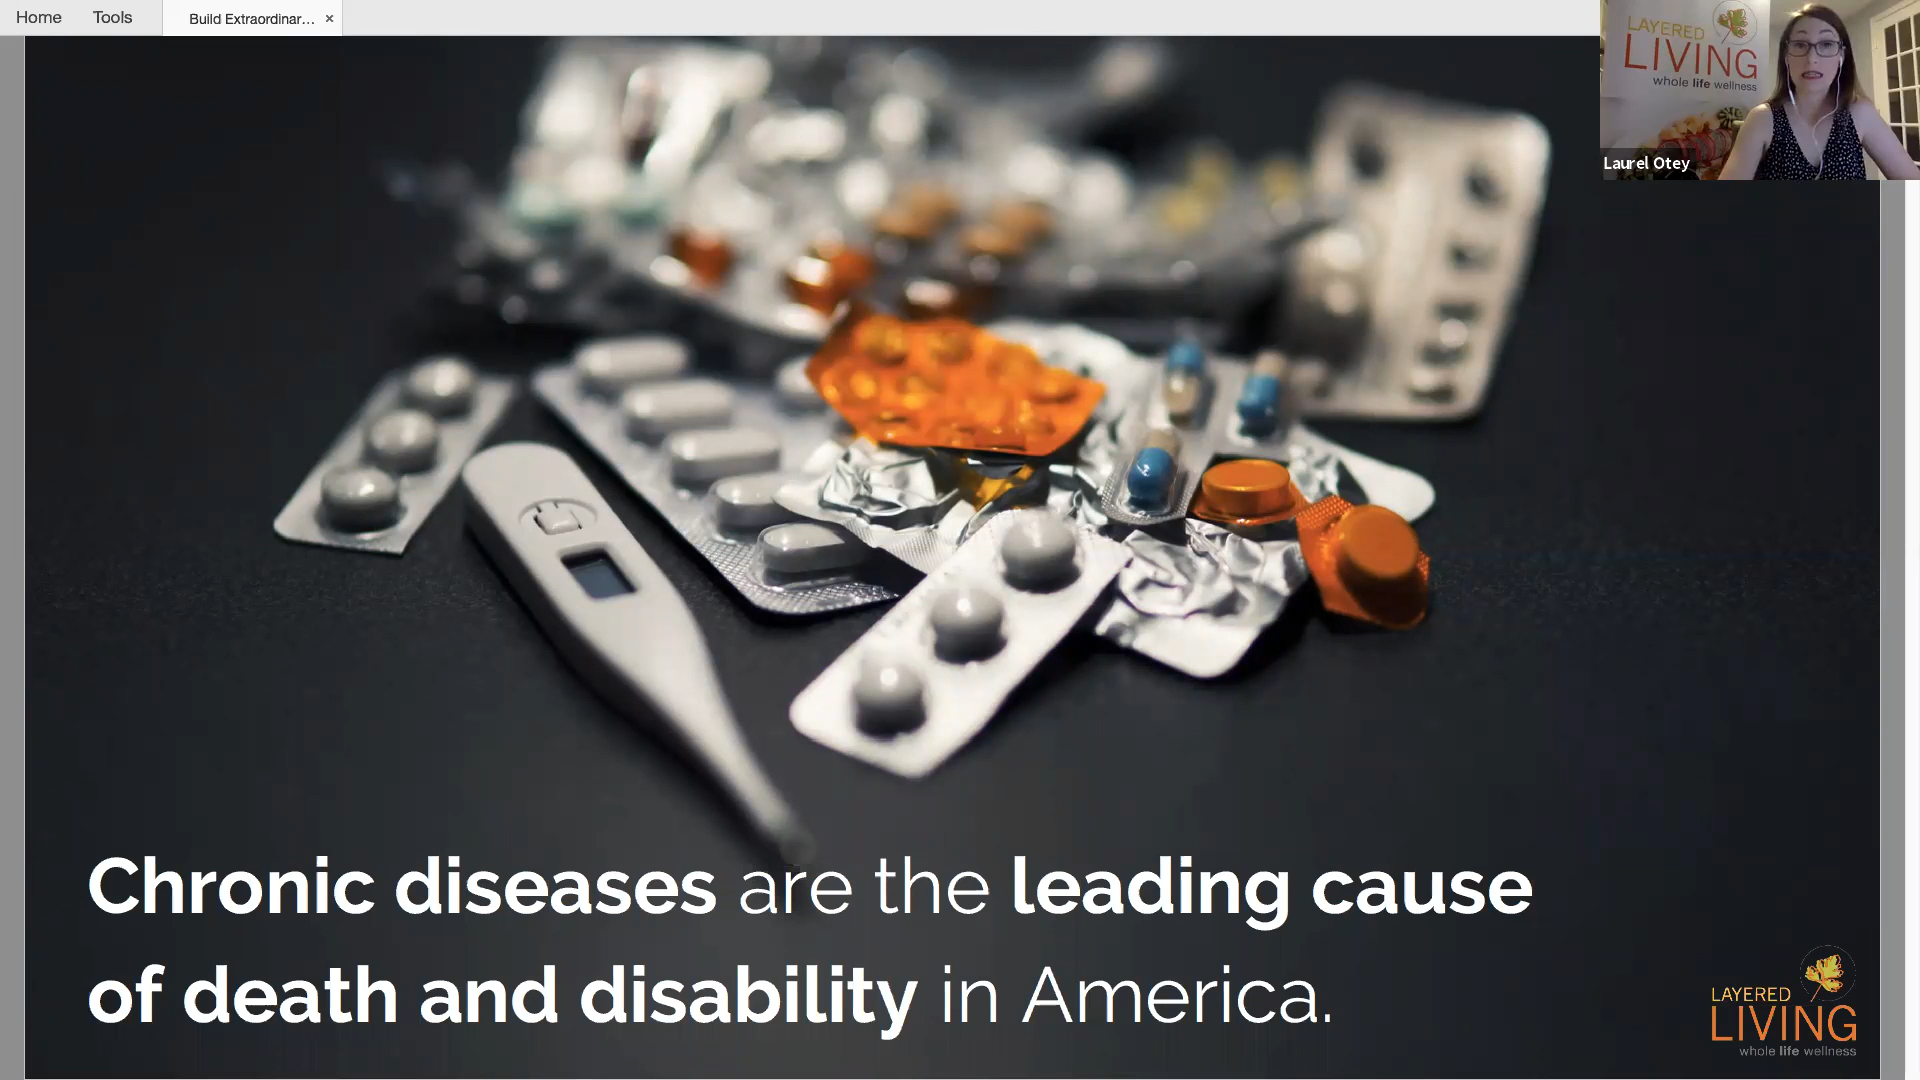 Home Tools Build Extraordinar... ×
LAYERED
LIVING
whole life wellness
Laurel Otey
Chronic diseases are the leading cause
of death and disability in America.
LAYERED
LIVING
whole life wellness